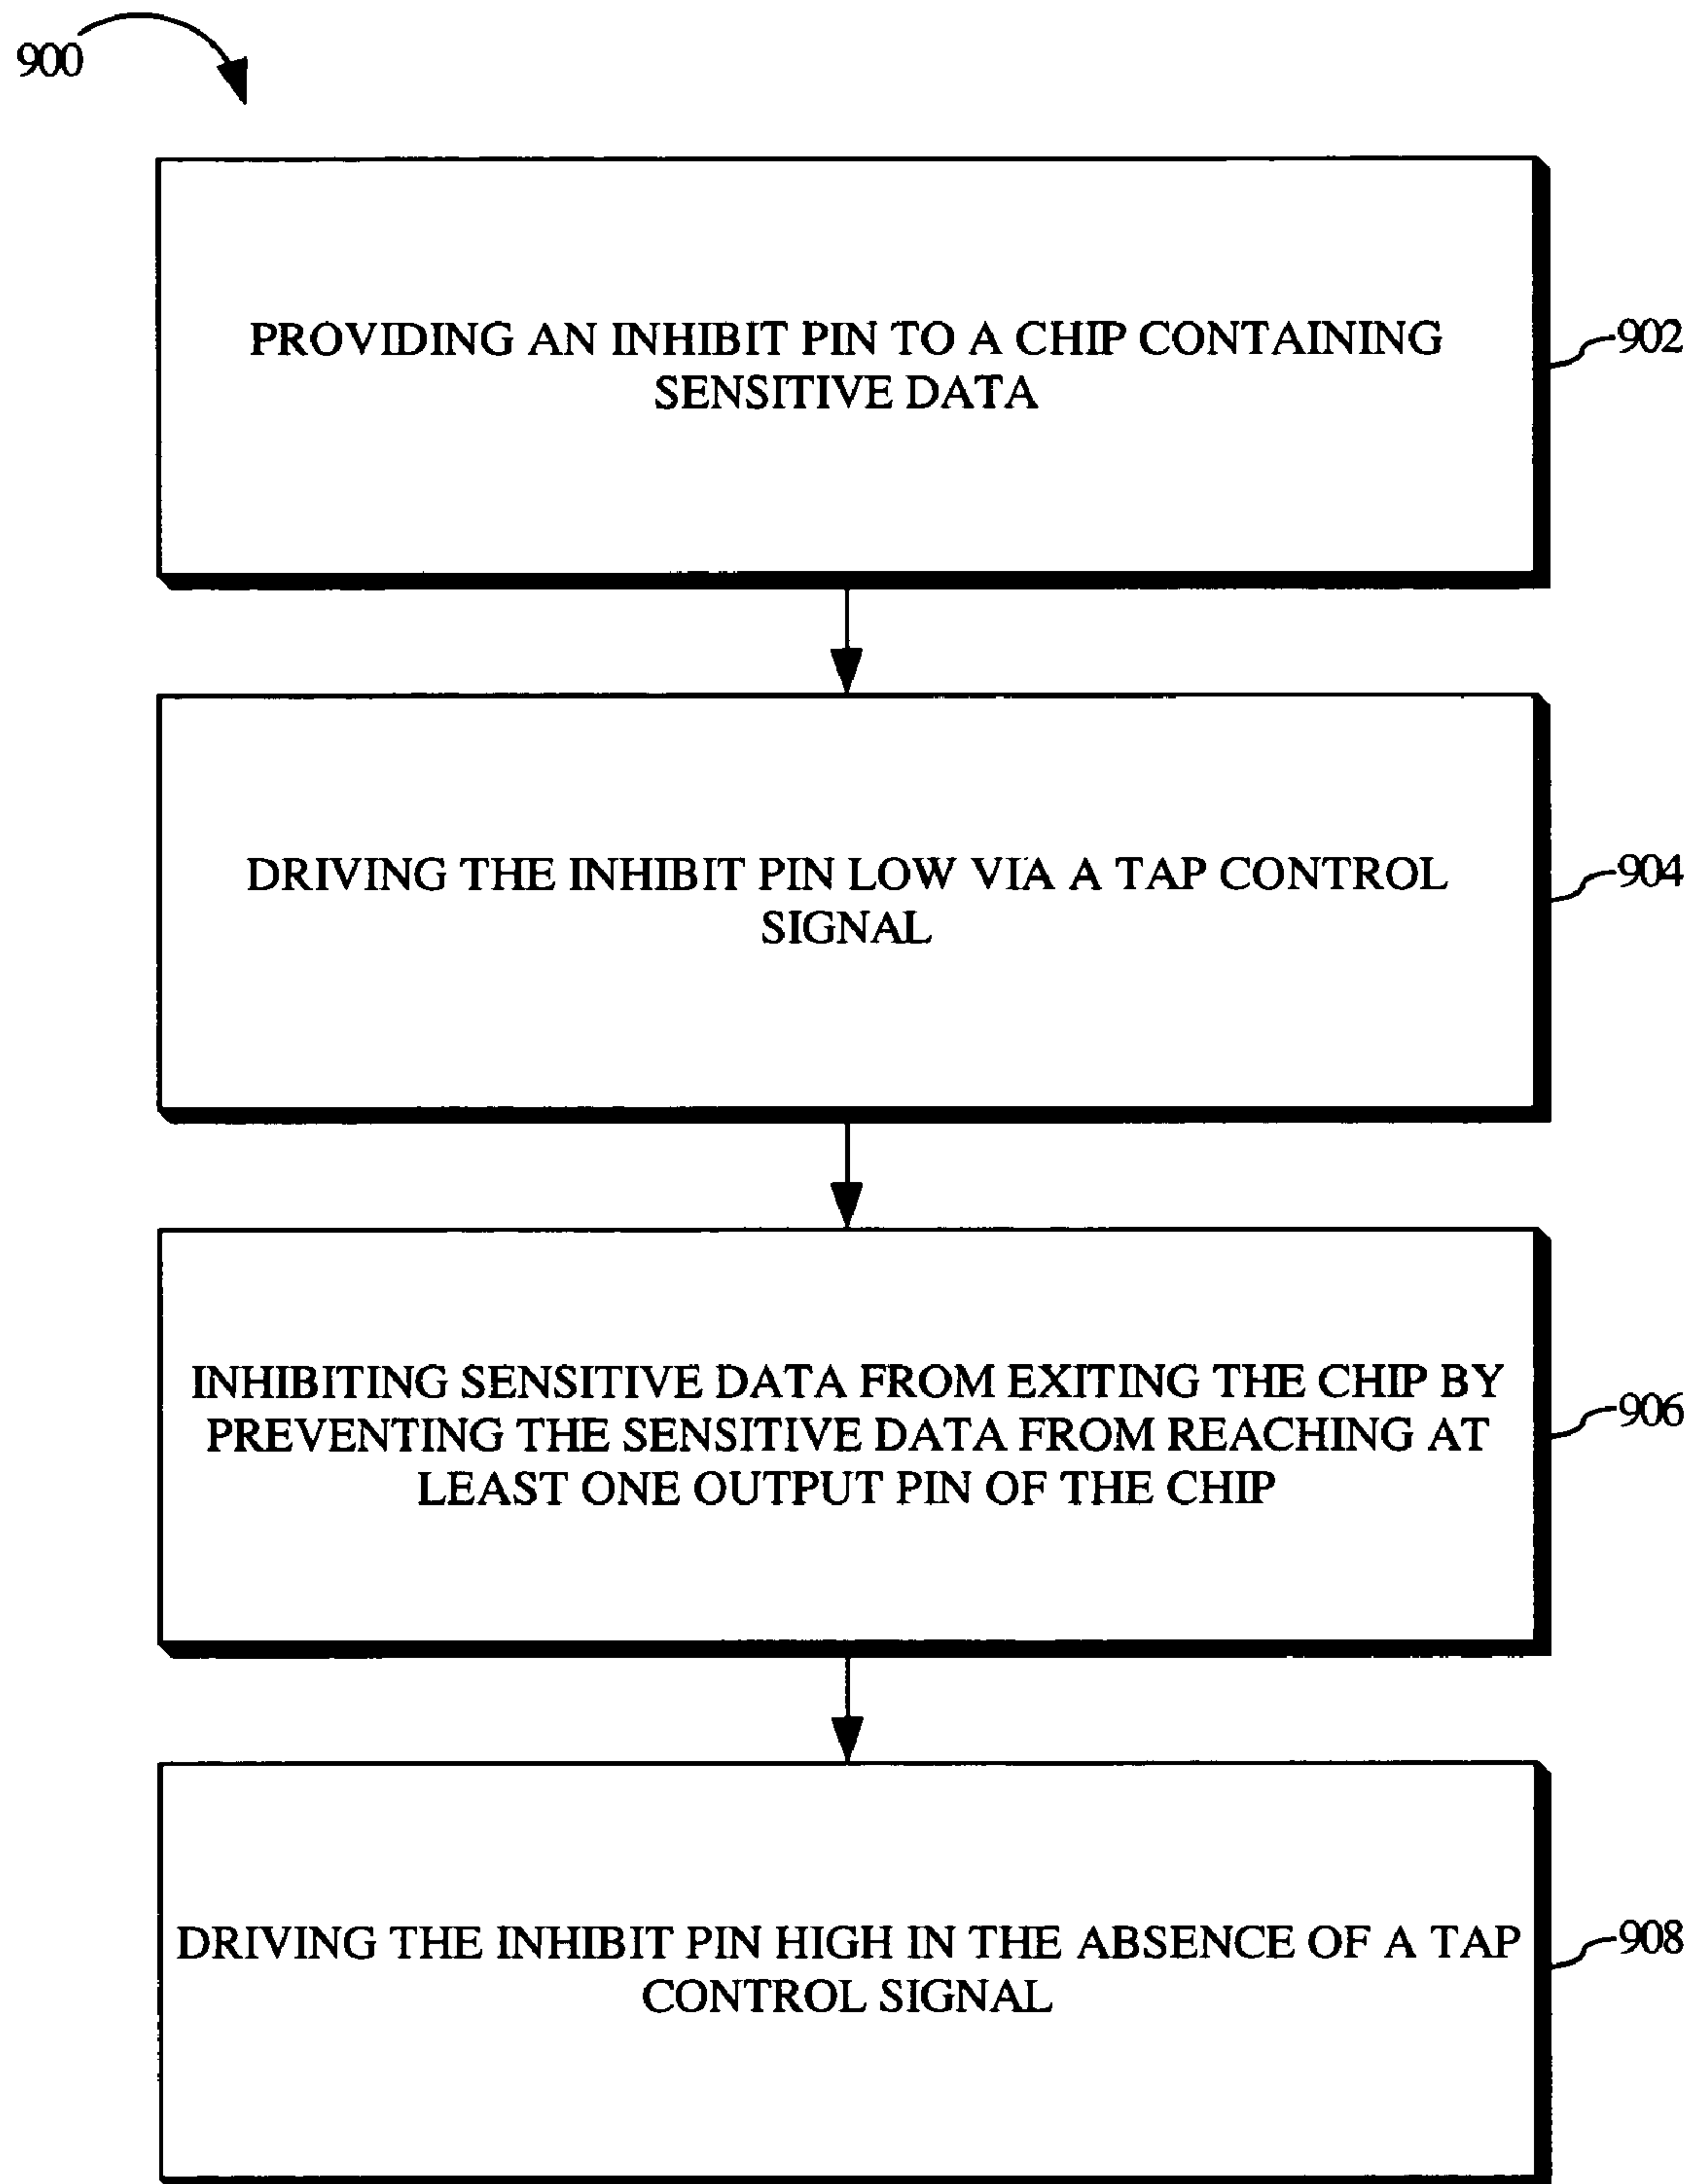 900
PROVIDING AN INHIBIT PIN TO A CHIP CONTAINING
SENSITIVE DATA
902
DRIVING THE INHIBIT PIN LOW VIA A TAP CONTROL
SIGNAL
904
INHIBITING SENSITIVE DATA FROM EXITING THE CHIP BY
PREVENTING THE SENSITIVE DATA FROM REACHING AT
LEAST ONE OUTPUT PIN OF THE CHIP
906
DRIVING THE INHIBIT PIN HIGH IN THE ABSENCE OF A TAP
CONTROL SIGNAL
908